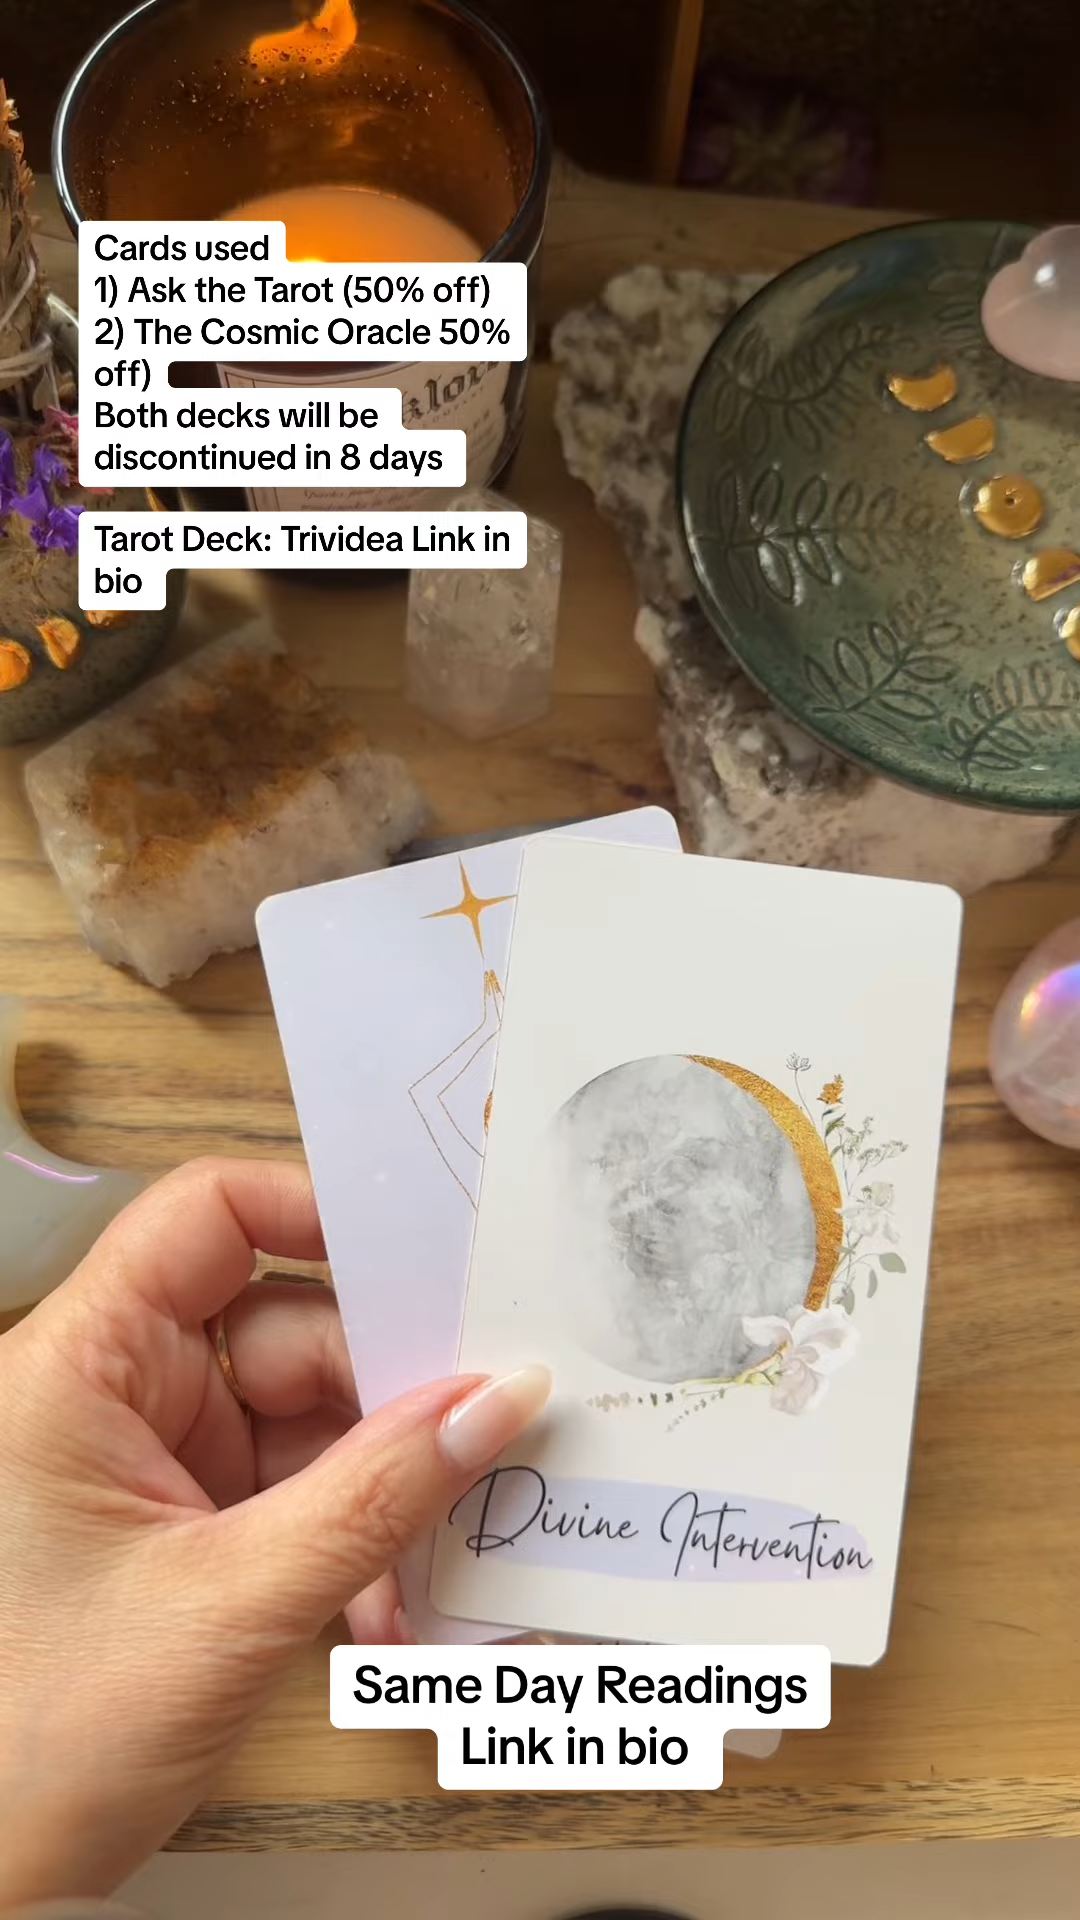 Cards used
1) Ask the Tarot (50% off)
2) The Cosmic Oracle 50%
off)
Both decks will be
discontinued in 8 days
Tarot Deck: Trividea Link in
bio
Divine Intervention
Same Day Readings
Link in bio